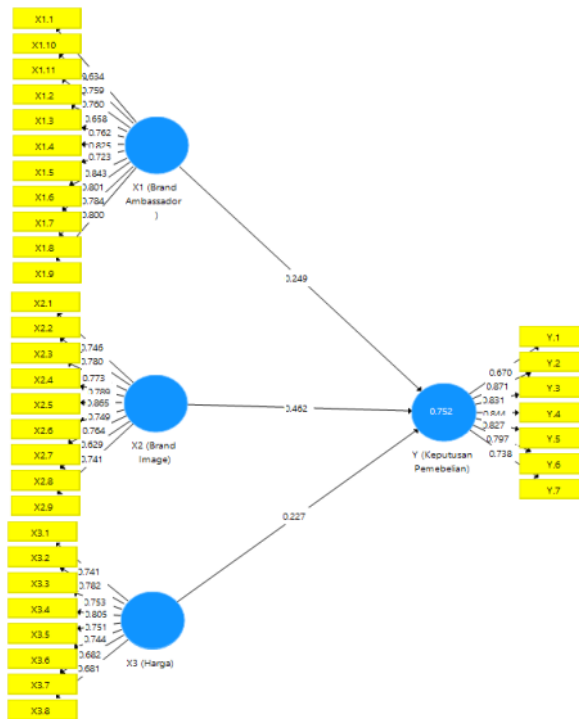 X1.1
X1.10
X1.11
X1.2
X1.3
X1.4
X1.5
X1.6
X1.7
X1.8
X1.9
0.634
0.759
0.760
0.658
0.762
0.825
0.723
0.843
0.801
0.784
0.800
X1 (Brand
Ambassador
)
0.249
X2.1
X2.2
X2.3
X2.4
X2.5
X2.6
X2.7
X2.8
X2.9
0.746
0.780
0.773
0.789
0.865
0.749
0.764
0.629
0.741
X2 (Brand
Image)
0.462
X3.1
X3.2
X3.3
X3.4
X3.5
X3.6
X3.7
X3.8
0.741
0.782
0.753
0.805
0.751
0.744
0.682
0.681
X3 (Harga)
0.227
0.752
Y (Keputusan
Pemebelian)
0.670
0.871
0.831
0.844
0.827
0.797
0.738
Y.1
Y.2
Y.3
Y.4
Y.5
Y.6
Y.7